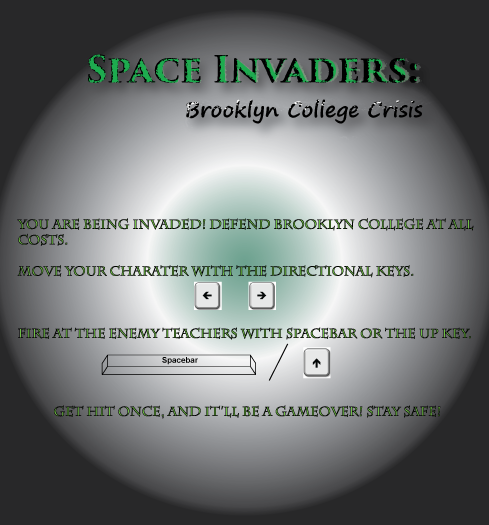 Space Invaders:
Brooklyn College Crisis
You are being invaded! Defend Brooklyn College at all
costs.
Move your charater with the directional keys.
Fire at the enemy teachers with spacebar or the up key.
Spacebar
Get hit once, and it'll be a gameover! Stay safe!